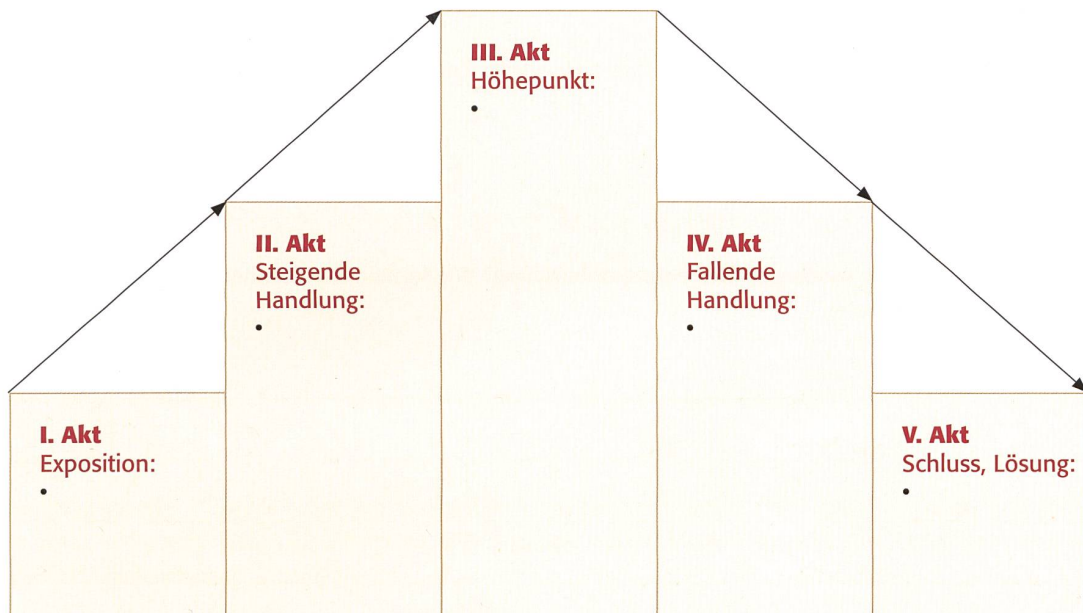 I. Akt
Exposition:
•
II. Akt
Steigende
Handlung:
•
III. Akt
Höhepunkt:
•
IV. Akt
Fallende
Handlung:
•
V. Akt
Schluss, Lösung:
•